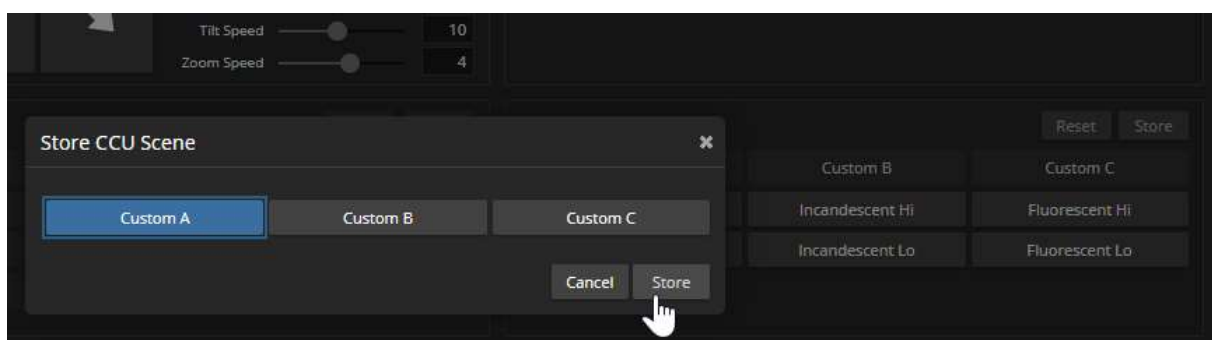 Tilt Speed 10
Zoom Speed 4
Store CCU Scene
Reset Store
Custom B Custom C
Custom A Custom B Custom C
Incandescent Hi Fluorescent Hi
Incandescent Lo Fluorescent Lo
Cancel Store